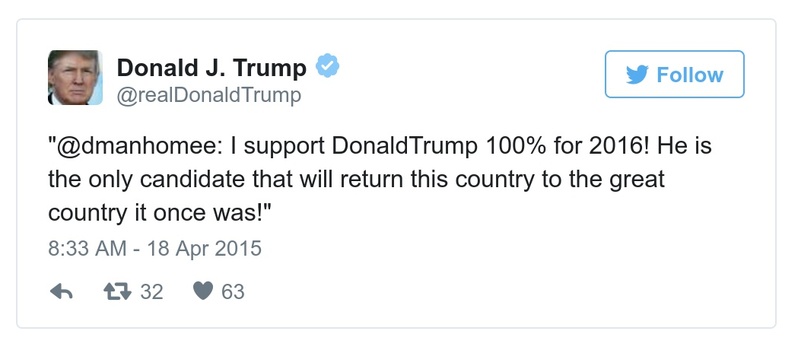 Donald J. Trump
@realDonaldTrump
Follow
"@dmanhomee: I support DonaldTrump 100% for 2016! He is
the only candidate that will return this country to the great
country it once was!"
8:33 AM - 18 Apr 2015
32 63